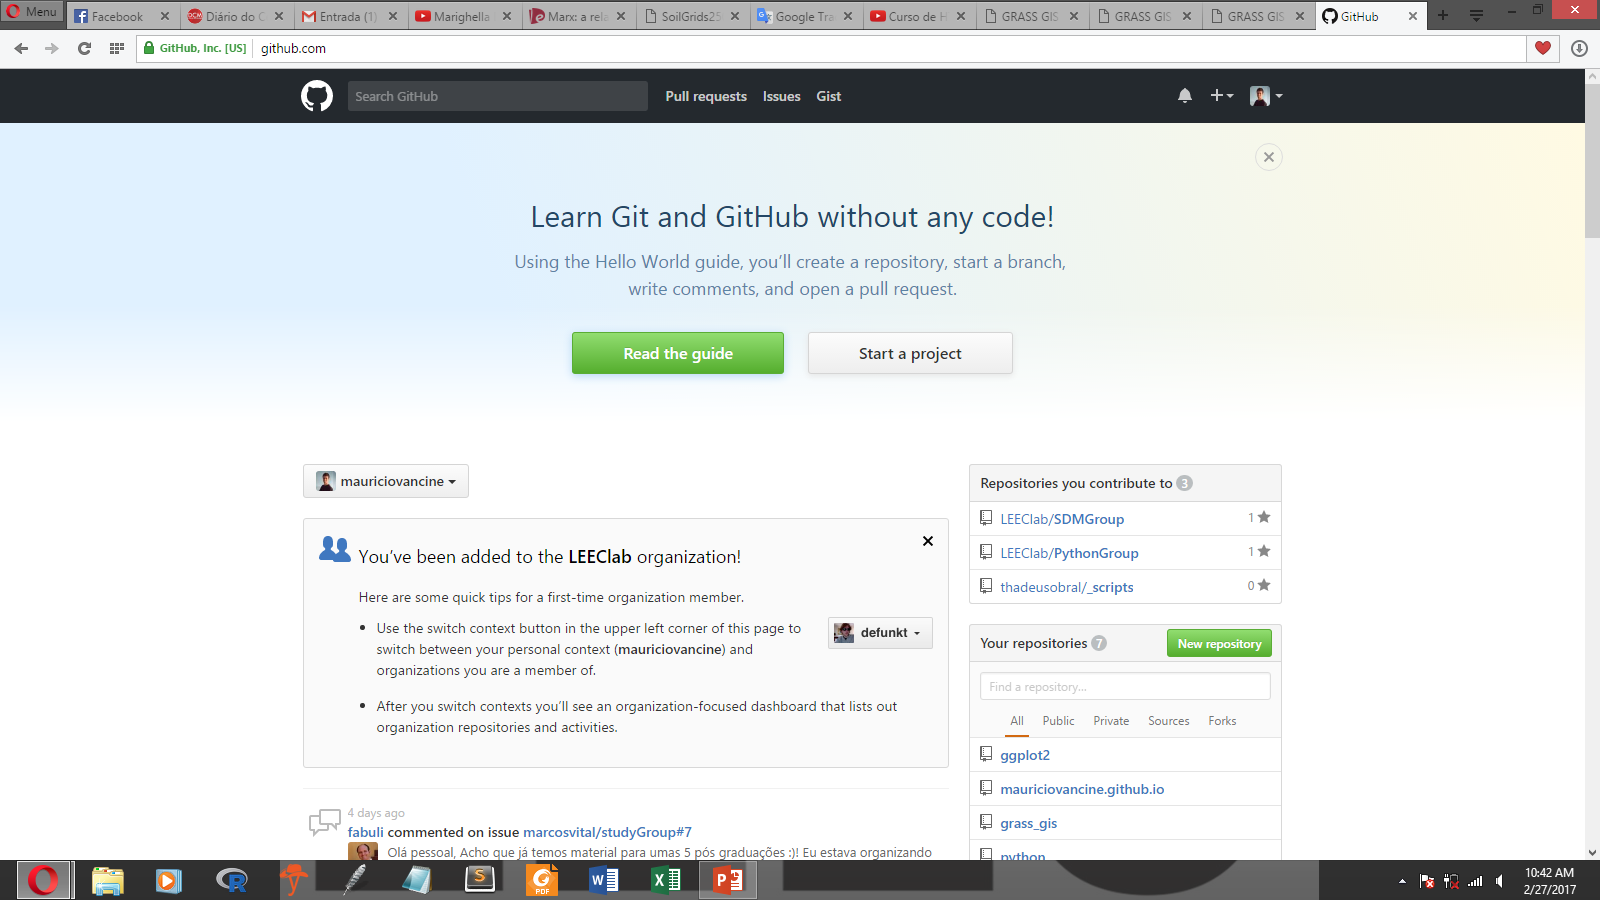 Menu
Facebook
Diário do C
Entrada (1)
Marighella
Marx: a rela
SoilGrids25
Google Tra
Curso de H
GRASS GIS
GRASS GIS
GRASS GIS
GitHub
GitHub, Inc. [US]
github.com
Search GitHub
Pull requests
Issues
Gist
Learn Git and GitHub without any code!
Using the Hello World guide, you’ll create a repository, start a branch,
write comments, and open a pull request.
Read the guide
Start a project
mauriciovancine
You’ve been added to the LEEClab organization!
Here are some quick tips for a first-time organization member.
Use the switch context button in the upper left corner of this page to
switch between your personal context (mauriciovancine) and
organizations you are a member of.
defunkt
After you switch contexts you’ll see an organization-focused dashboard that lists out
organization repositories and activities.
4 days ago
fabuli commented on issue marcosvital/studyGroup#7
Olá pessoal, Acho que já temos material para umas 5 pós graduações :)! Eu estava organizando
Repositories you contribute to 3
LEEClab/SDMGroup 1
LEEClab/PythonGroup 1
thadeusobral/_scripts 0
Your repositories 7
New repository
Find a repository...
All Public Private Sources Forks
ggplot2
mauriciovancine.github.io
grass_gis
python
10:42 AM
2/27/2017